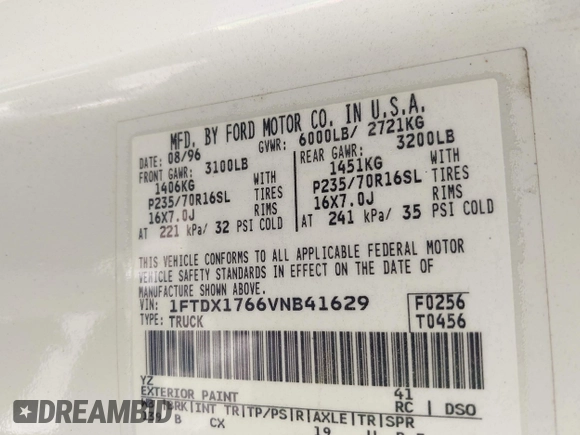 MFD. BY FORD MOTOR CO. IN U.S.A.
DATE: 08/96 GVWR: 6000LB/ 2721KG
FRONT GAWR: 3100LB REAR GAWR: 3200LB
1406KG WITH 1451KG WITH
P235/70R16SL TIRES P235/70R16SL TIRES
16X7.0J RIMS 16X7.0J RIMS
AT 221 kPa/ 32 PSI COLD AT 241 kPa/ 35 PSI COLD
THIS VEHICLE CONFORMS TO ALL APPLICABLE FEDERAL MOTOR
VEHICLE SAFETY STANDARDS IN EFFECT ON THE DATE OF
MANUFACTURE SHOWN ABOVE.
VIN: 1FTDX1766VNB41629 F0256
TYPE: TRUCK T0456
YZ 41
EXTERIOR PAINT RC DSO
BRK INT TR TP/PS R AXLE TR SPR
B CX 19
DREAMBID